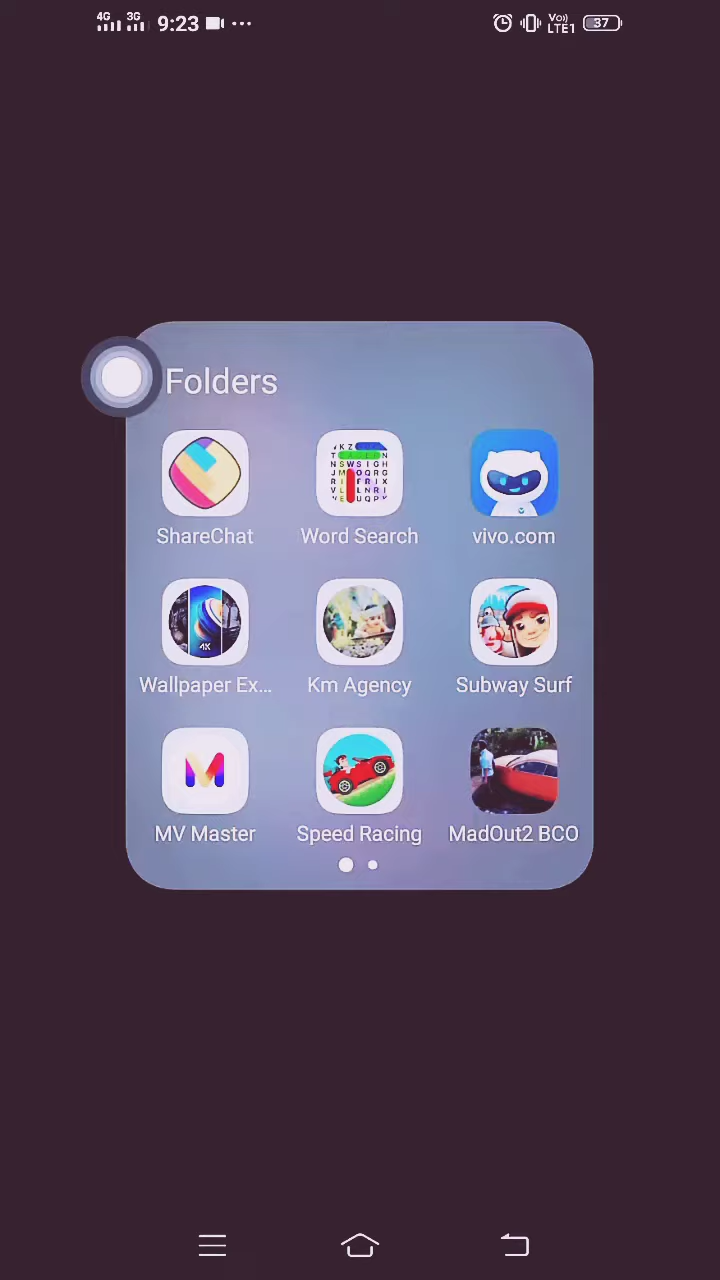 4G 3G 9:23 Vo) LTE1 37
Folders
ShareChat Word Search vivo.com
4K
Wallpaper Ex... Km Agency Subway Surf
MV Master Speed Racing MadOut2 BCO